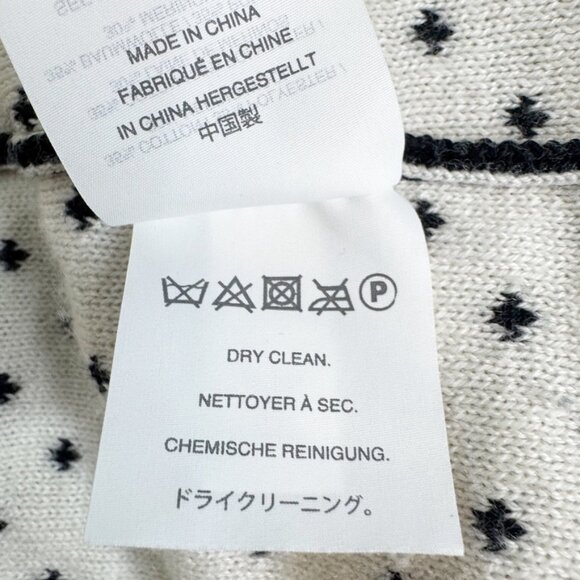 MADE IN CHINA
FABRIQUÉ EN CHINE
IN CHINA HERGESTELLT
中国製
P
DRY CLEAN.
NETTOYER À SEC.
CHEMISCHE REINIGUNG.
ドライクリーニング。